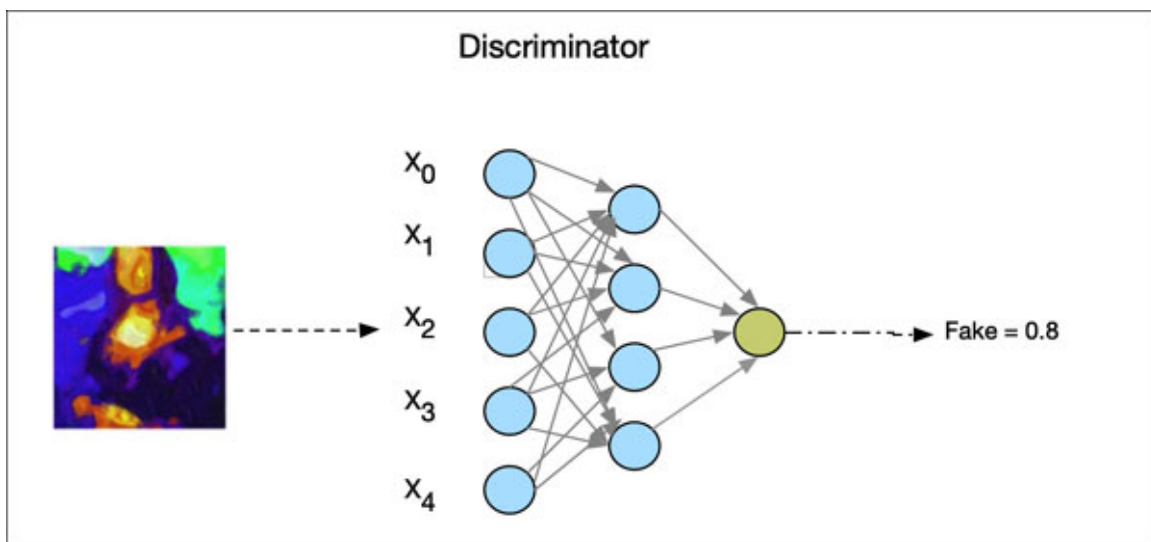 Discriminator
X0
X1
X2
X3
X4
Fake = 0.8